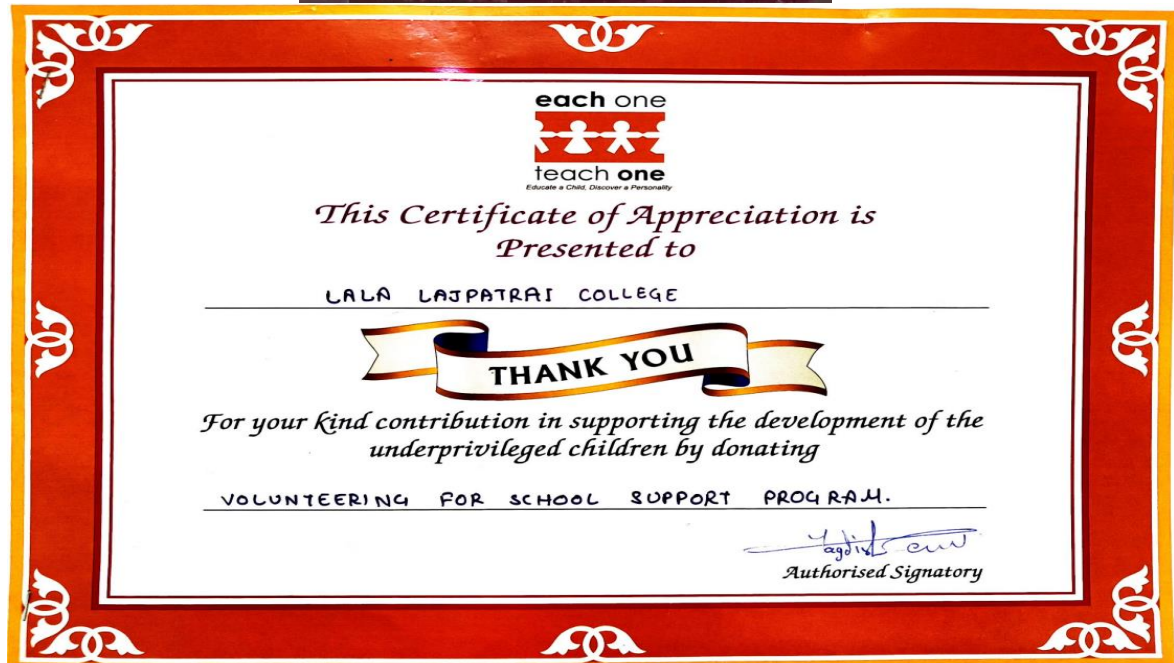 each one
teach one
Educate a Child, Discover a Personality
This Certificate of Appreciation is
Presented to
LALA LAJPATRAI COLLEGE
THANK YOU
For your kind contribution in supporting the development of the
underprivileged children by donating
VOLUNTEERING FOR SCHOOL SUPPORT PROGRAM.
Authorised Signatory